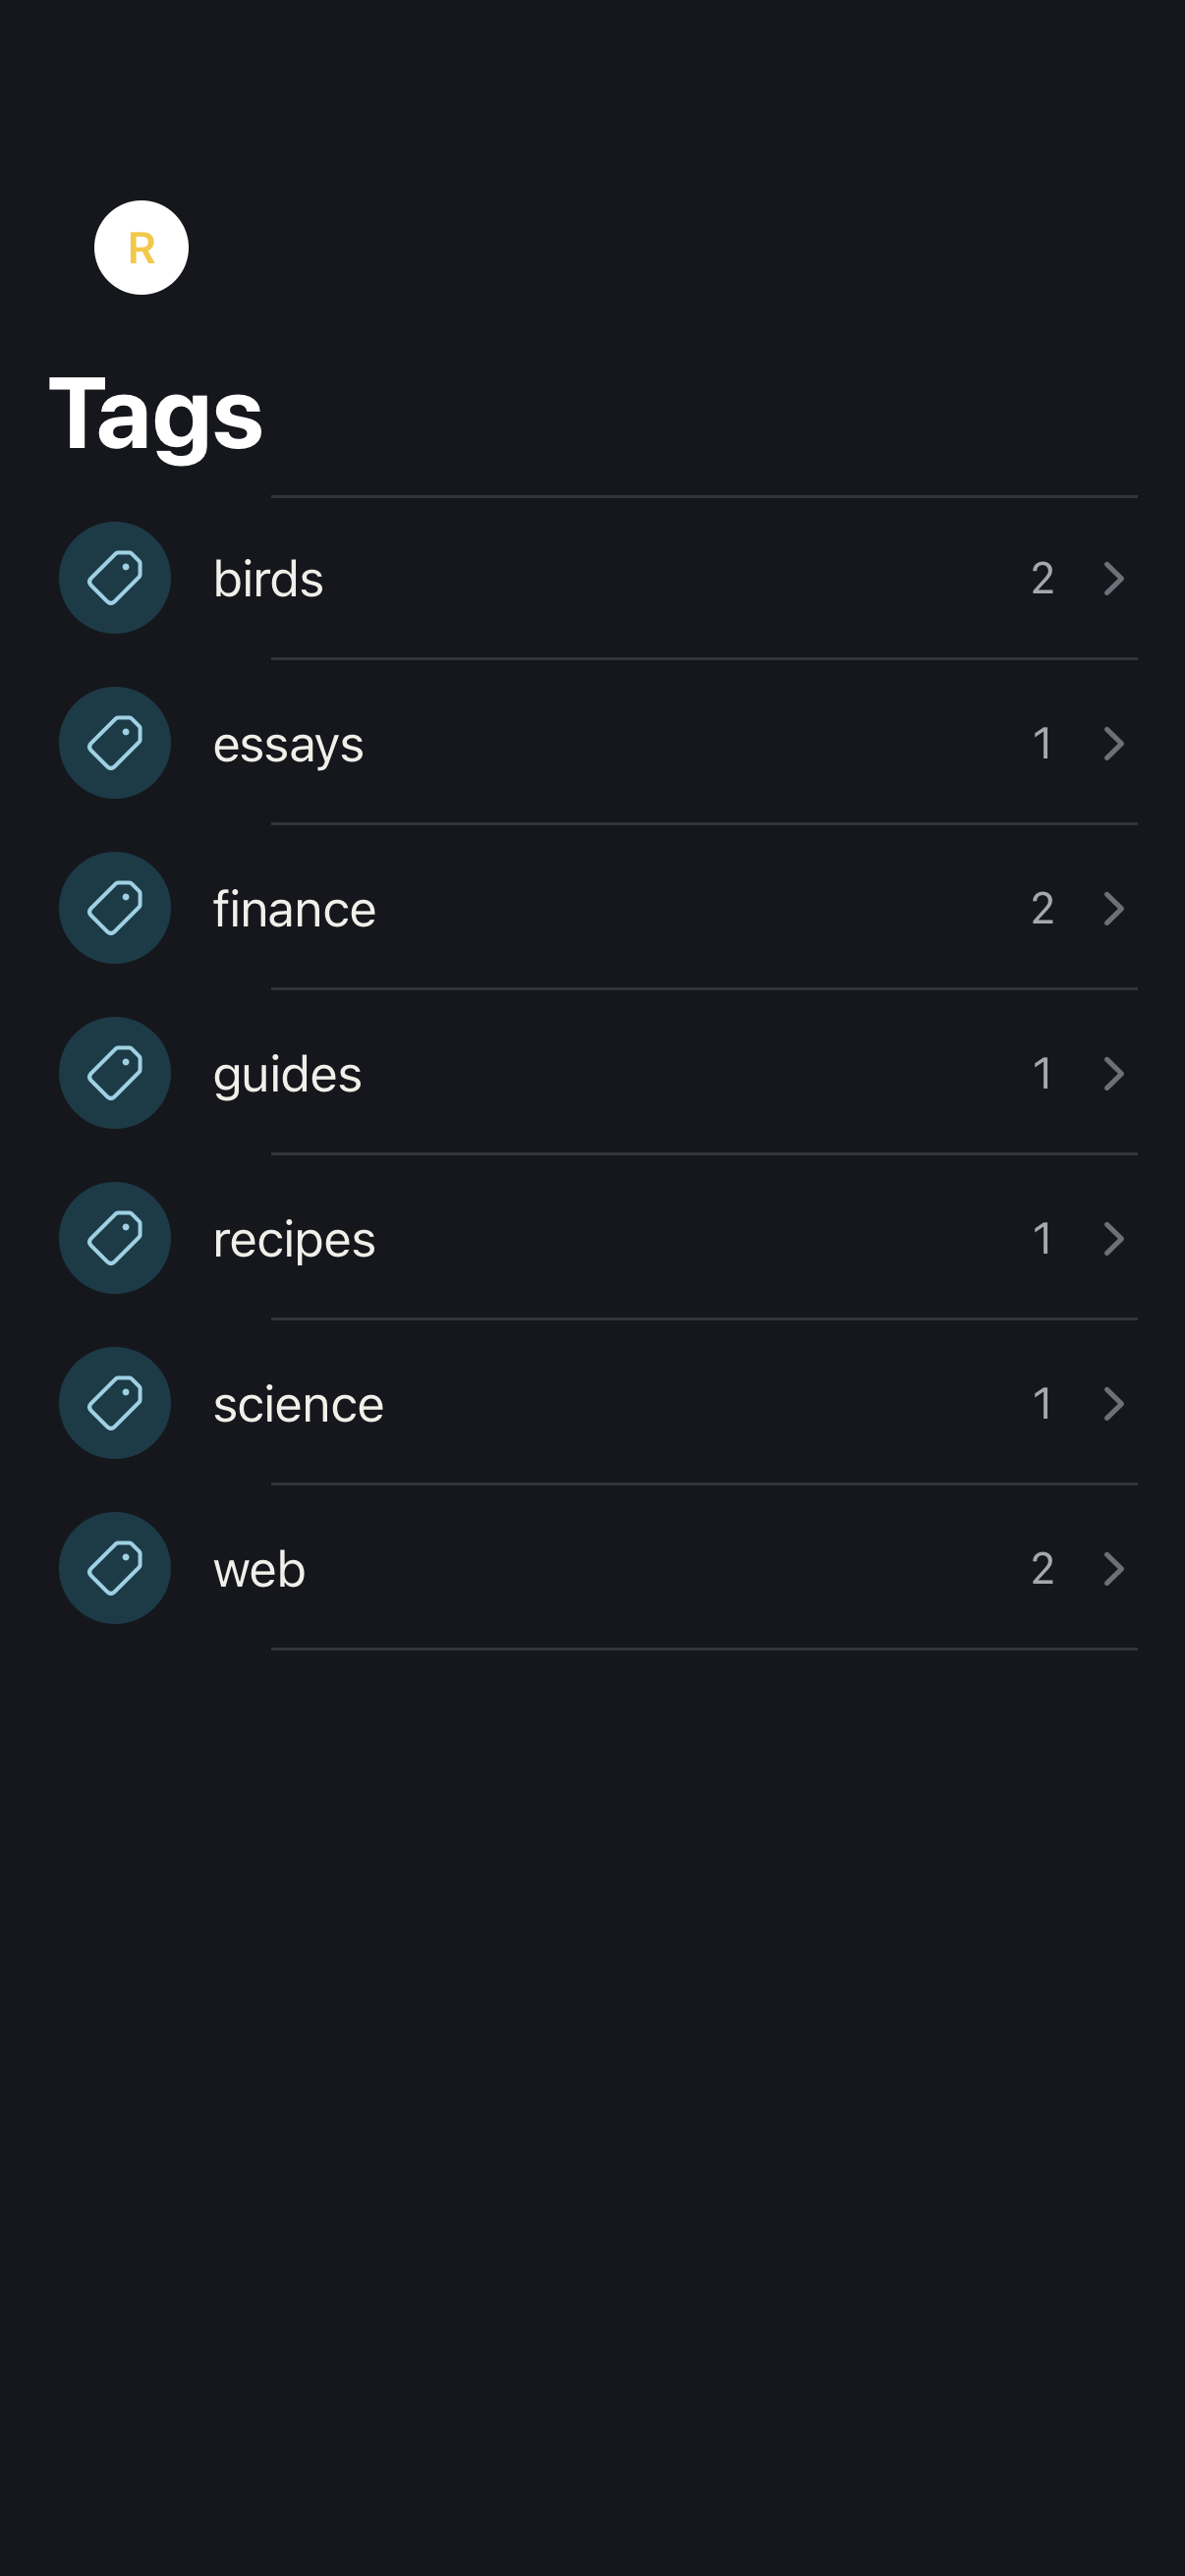 R
Tags
birds 2
essays 1
finance 2
guides 1
recipes 1
science 1
web 2